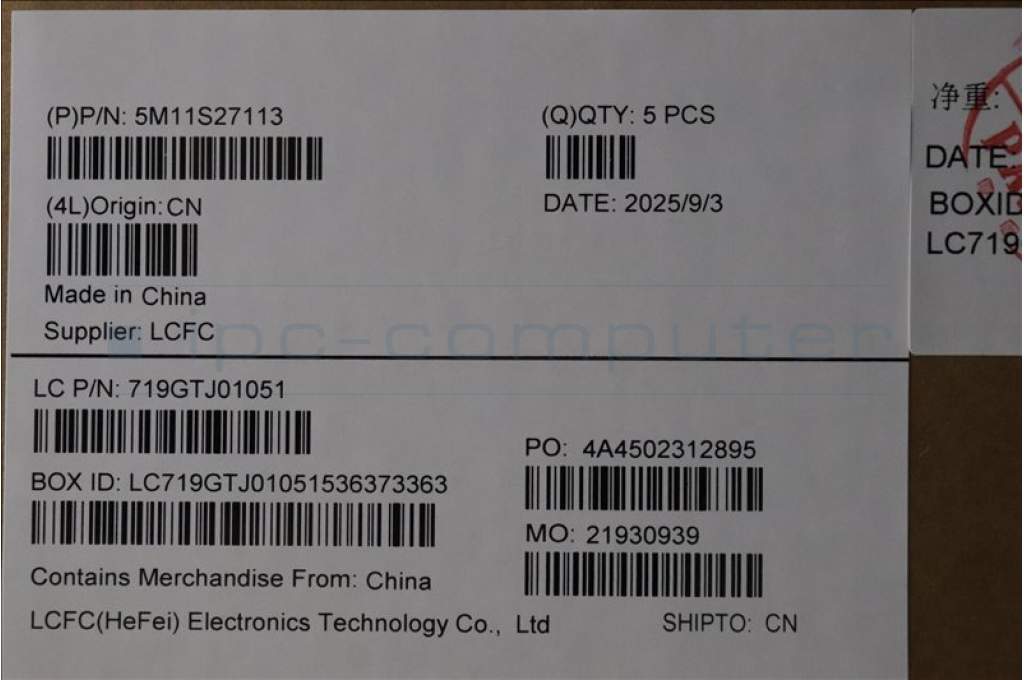 (P)P/N: 5M11S27113
(Q)QTY: 5 PCS
(4L)Origin: CN
DATE: 2025/9/3
Made in China
Supplier: LCFC
ipc-computer
LC P/N: 719GTJ01051
PO: 4A4502312895
BOX ID: LC719GTJ01051536373363
MO: 21930939
Contains Merchandise From: China
LCFC(HeFei) Electronics Technology Co., Ltd
SHIPTO: CN
净重:
DATE:
BOXID
LC719